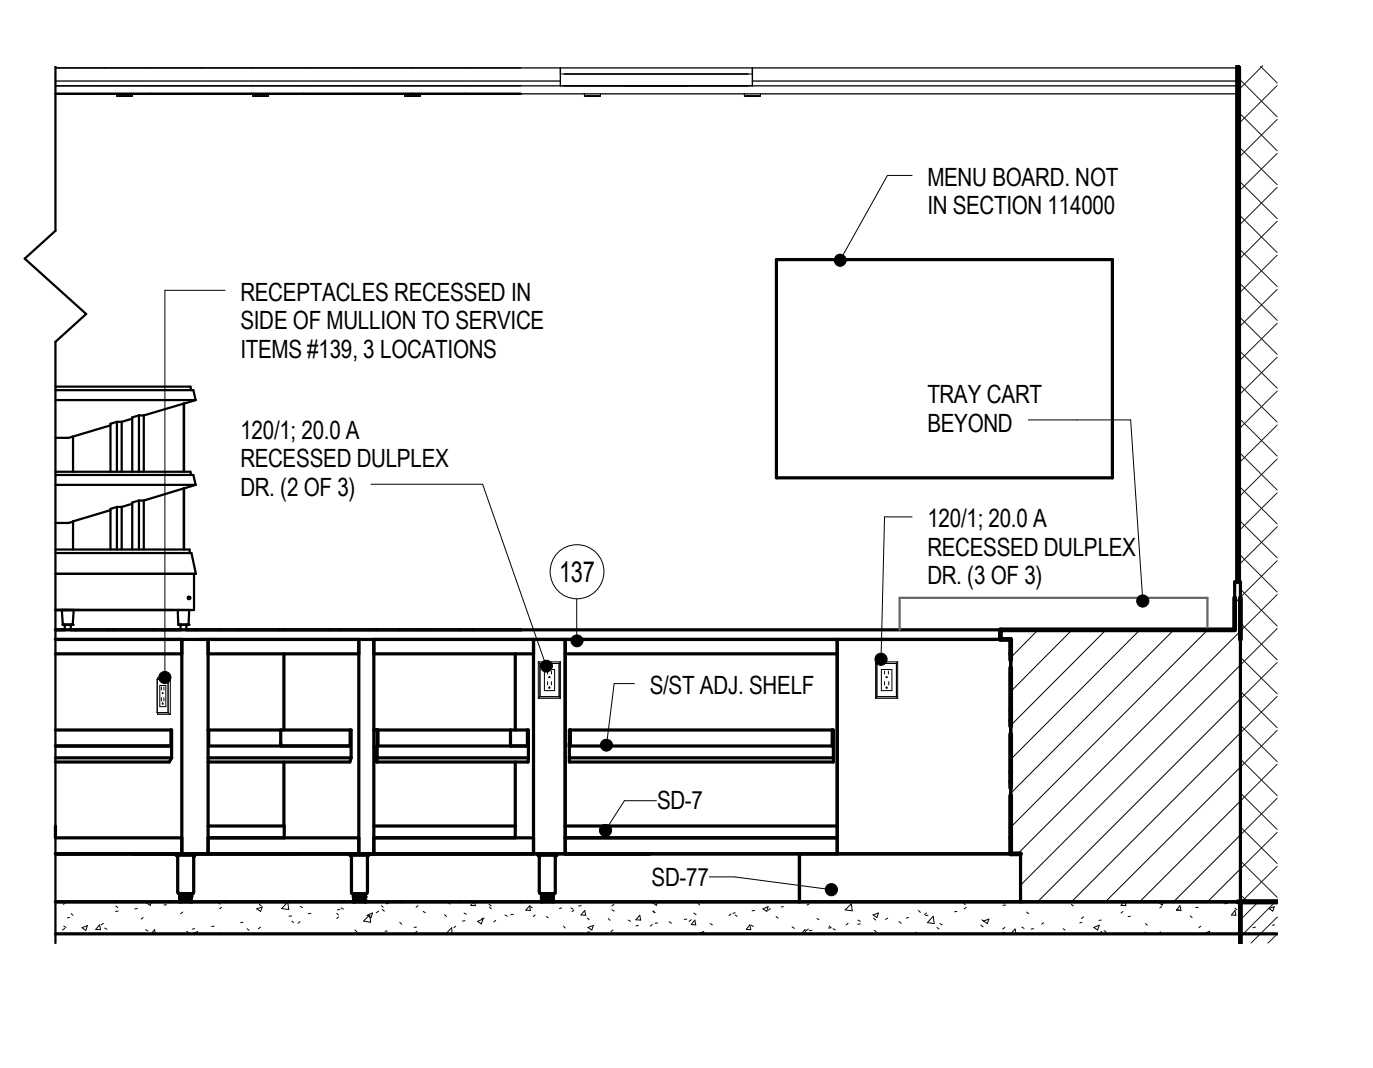 MENU BOARD. NOT
IN SECTION 114000
RECEPTACLES RECESSED IN
SIDE OF MULLION TO SERVICE
ITEMS #139, 3 LOCATIONS
TRAY CART
BEYOND
120/1; 20.0 A
RECESSED DULPLEX
DR. (2 OF 3)
120/1; 20.0 A
RECESSED DULPLEX
DR. (3 OF 3)
137
S/ST ADJ. SHELF
SD-7
SD-77